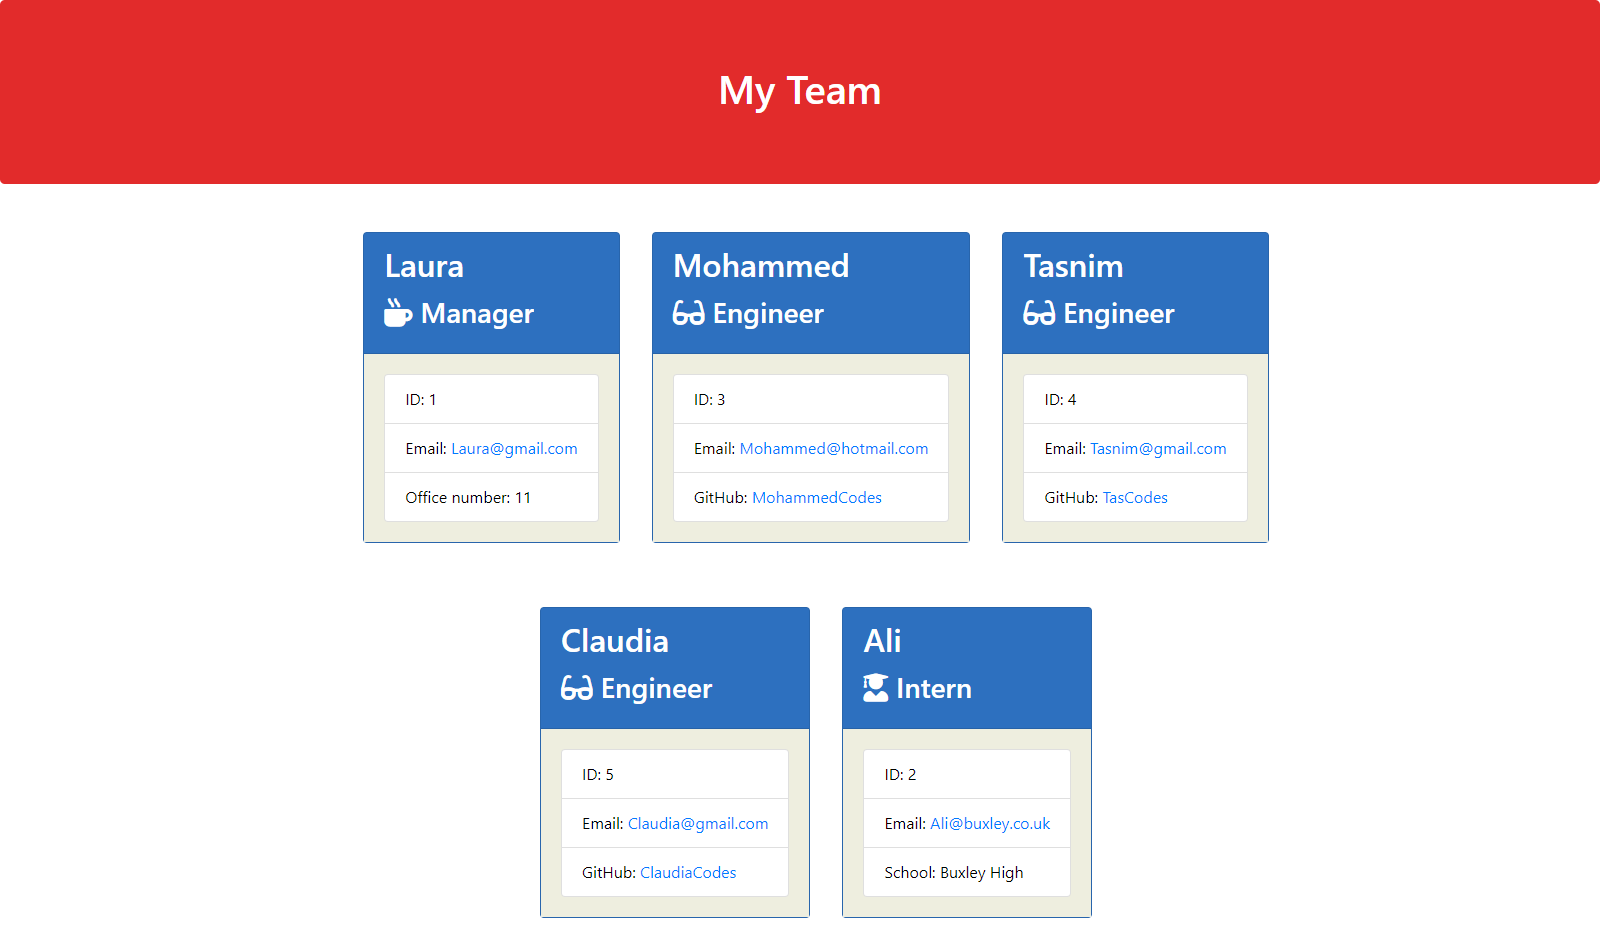 My Team
Laura
Manager
ID: 1
Email: Laura@gmail.com
Office number: 11
Mohammed
Engineer
ID: 3
Email: Mohammed@hotmail.com
GitHub: MohammedCodes
Tasnim
Engineer
ID: 4
Email: Tasnim@gmail.com
GitHub: TasCodes
Claudia
Engineer
ID: 5
Email: Claudia@gmail.com
GitHub: ClaudiaCodes
Ali
Intern
ID: 2
Email: Ali@buxley.co.uk
School: Buxley High